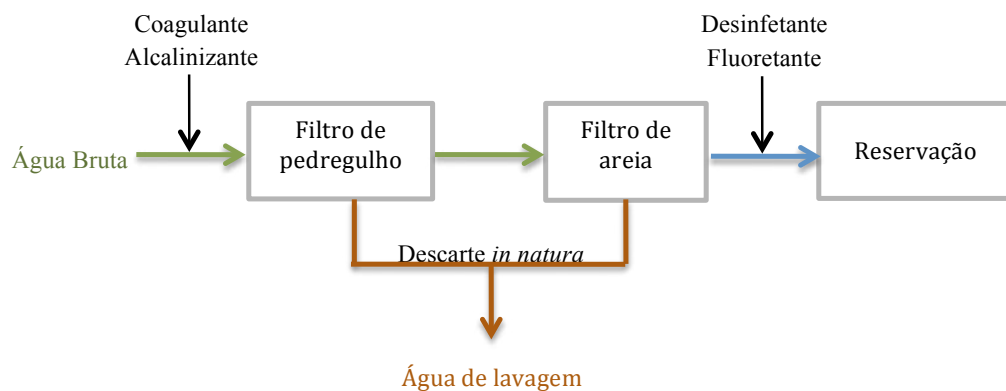 Coagulante
Alcalinizante
Desinfetante
Fluoretante
Água Bruta
Filtro de
pedregulho
Filtro de
areia
Reservação
Descarte in natura
Água de lavagem